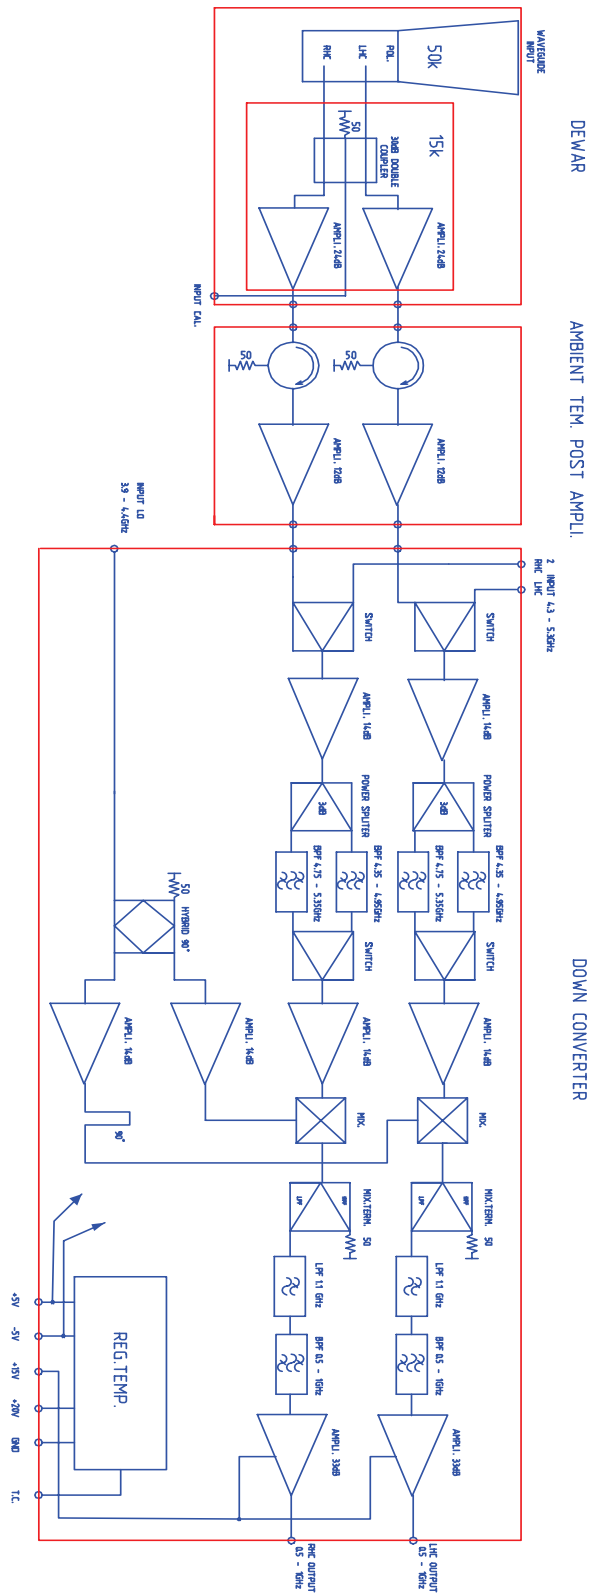 DEWAR
WAVEGUIDE
INPUT
50k
POL.
LHC
RHC
15k
50
30dB DOUBLE
COUPLER
AMPLI. 24dB
AMPLI. 24dB
INPUT CAL.
AMBIENT TEM. POST AMPLI.
50
50
AMPLI. 12dB
AMPLI. 12dB
DOWN CONVERTER
2 INPUT 4.3 - 5.3GHz
RHC LHC
INPUT LO
3.9 - 4.4GHz
SWITCH
SWITCH
AMPLI. 14dB
AMPLI. 14dB
POWER SPLITER
3dB
POWER SPLITER
3dB
BPF 4.35 - 4.95GHz
BPF 4.75 - 5.35GHz
BPF 4.35 - 4.95GHz
BPF 4.75 - 5.35GHz
SWITCH
SWITCH
50
HYBRID 90°
AMPLI. 14dB
AMPLI. 14dB
AMPLI. 14dB
AMPLI. 14dB
90°
MIX.
MIX.
MIX.TERM.
HPF
LPF
50
MIX.TERM.
HPF
LPF
50
LPF 1.1 GHz
LPF 1.1 GHz
BPF 0.5 - 1GHz
BPF 0.5 - 1GHz
AMPLI. 33dB
AMPLI. 33dB
REG.TEMP.
+5V
-5V
+15V
+20V
GND
T.C.
LHC OUTPUT
0.5 - 1GHz
RHC OUTPUT
0.5 - 1GHz